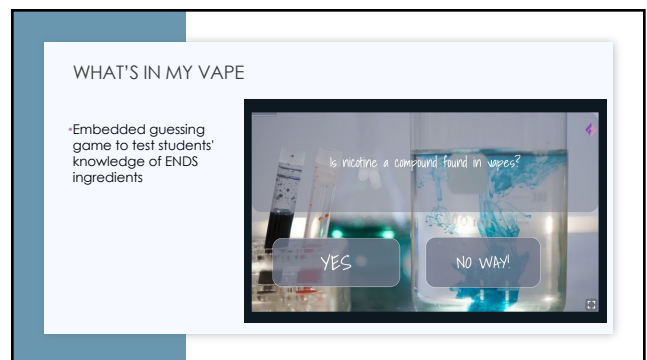 WHAT'S IN MY VAPE
•Embedded guessing
game to test students'
knowledge of ENDS
ingredients
Is nicotine a compound found in vapes?
YES
NO WAY!